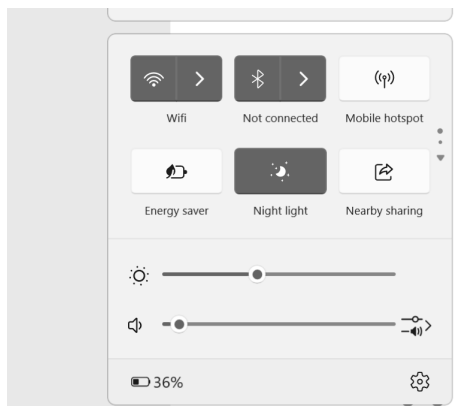 Wifi
Not connected
Mobile hotspot
Energy saver
Night light
Nearby sharing
36%